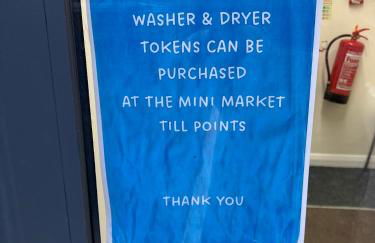 WASHER & DRYER
TOKENS CAN BE
PURCHASED
AT THE MINI MARKET
TILL POINTS
THANK YOU